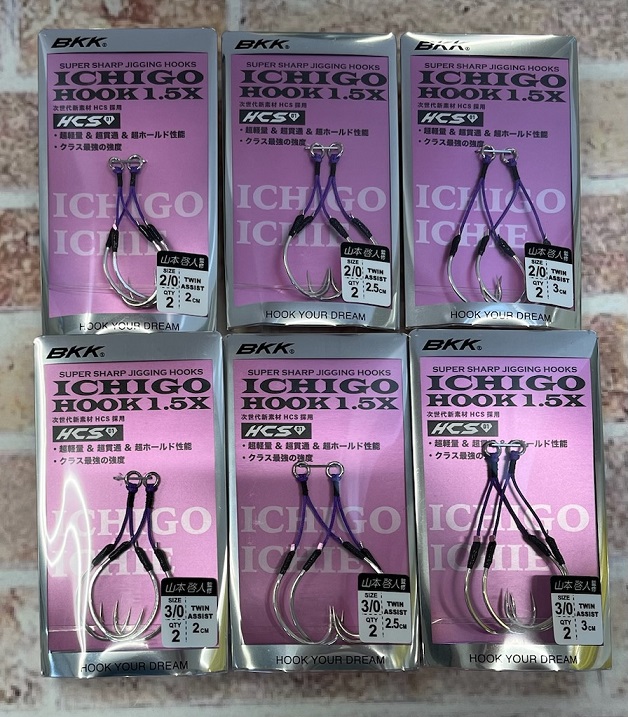 BKK®
SUPER SHARP JIGGING HOOKS
ICHIGO
HOOK 1.5X
次世代新素材 HCS 採用
HCS
・超軽量 & 超貫通 & 超ホールド性能
・クラス最強の強度
ICHIGO
ICHIE
山本啓人 監修
SIZE
2/0
QTY
2
TWIN
ASSIST
2CM
HOOK YOUR DREAM
BKK®
SUPER SHARP JIGGING HOOKS
ICHIGO
HOOK 1.5X
次世代新素材 HCS 採用
HCS
・超軽量 & 超貫通 & 超ホールド性能
・クラス最強の強度
ICHIGO
ICHIE
山本啓人 監修
SIZE
2/0
QTY
2
TWIN
ASSIST
2.5CM
HOOK YOUR DREAM
BKK®
SUPER SHARP JIGGING HOOKS
ICHIGO
HOOK 1.5X
次世代新素材 HCS 採用
HCS
・超軽量 & 超貫通 & 超ホールド性能
・クラス最強の強度
ICHIGO
ICHIE
山本啓人 監修
SIZE
2/0
QTY
2
TWIN
ASSIST
3CM
HOOK YOUR DREAM
BKK®
SUPER SHARP JIGGING HOOKS
ICHIGO
HOOK 1.5X
次世代新素材 HCS 採用
HCS
・超軽量 & 超貫通 & 超ホールド性能
・クラス最強の強度
ICHIGO
ICHIE
山本啓人 監修
SIZE
3/0
QTY
2
TWIN
ASSIST
2CM
HOOK YOUR DREAM
BKK®
SUPER SHARP JIGGING HOOKS
ICHIGO
HOOK 1.5X
次世代新素材 HCS 採用
HCS
・超軽量 & 超貫通 & 超ホールド性能
・クラス最強の強度
ICHIGO
ICHIE
山本啓人 監修
SIZE
3/0
QTY
2
TWIN
ASSIST
2.5CM
HOOK YOUR DREAM
BKK®
SUPER SHARP JIGGING HOOKS
ICHIGO
HOOK 1.5X
次世代新素材 HCS 採用
HCS
・超軽量 & 超貫通 & 超ホールド性能
・クラス最強の強度
ICHIGO
ICHIE
山本啓人 監修
SIZE
3/0
QTY
2
TWIN
ASSIST
3CM
HOOK YOUR DREAM